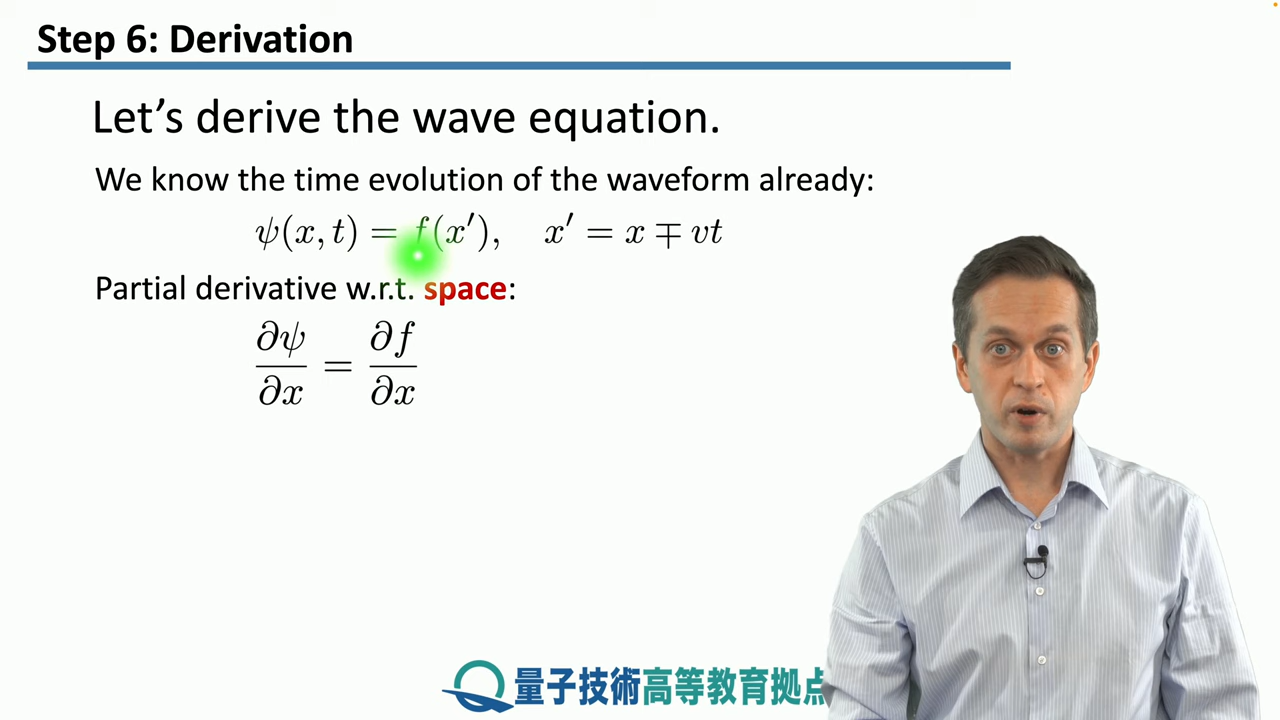 Step 6: Derivation
Let's derive the wave equation.
We know the time evolution of the waveform already:
ψ(x, t) = f(x′), x′ = x ∓ vt
Partial derivative w.r.t. space:
∂ψ/∂x = ∂f/∂x
量子技術高等教育拠点